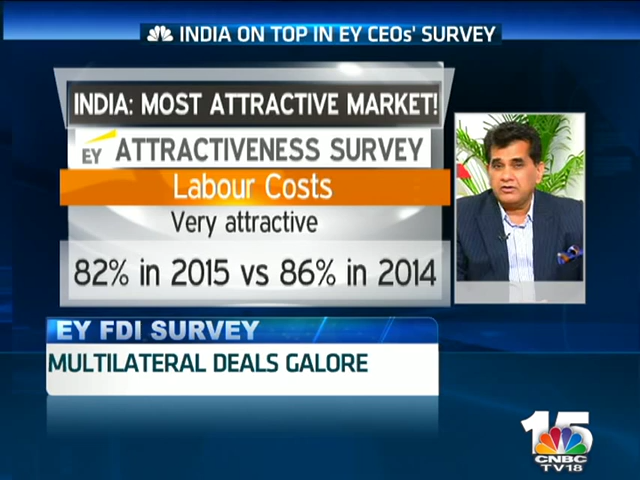 INDIA ON TOP IN EY CEOs' SURVEY
INDIA: MOST ATTRACTIVE MARKET!
EY ATTRACTIVENESS SURVEY
Labour Costs
Very attractive
82% in 2015 vs 86% in 2014
EY FDI SURVEY
MULTILATERAL DEALS GALORE
15
CNBC
TV18